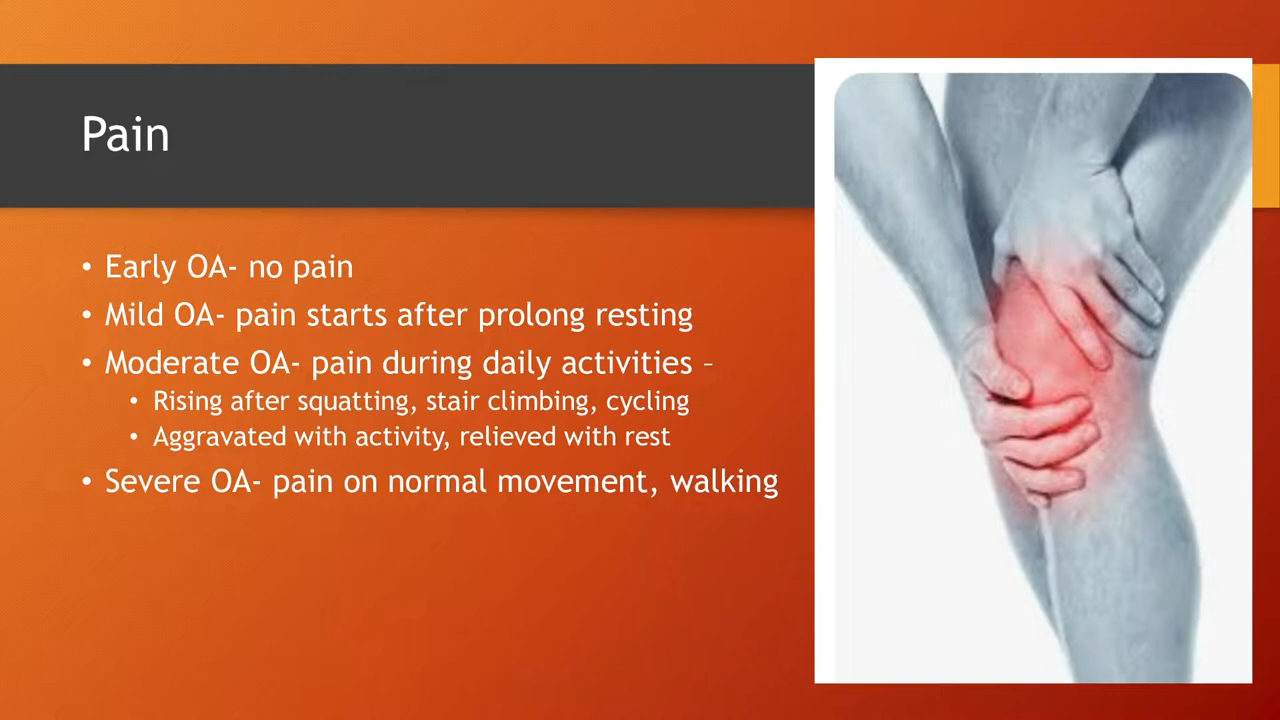 Pain
• Early OA- no pain
• Mild OA- pain starts after prolong resting
• Moderate OA- pain during daily activities –
• Rising after squatting, stair climbing, cycling
• Aggravated with activity, relieved with rest
• Severe OA- pain on normal movement, walking